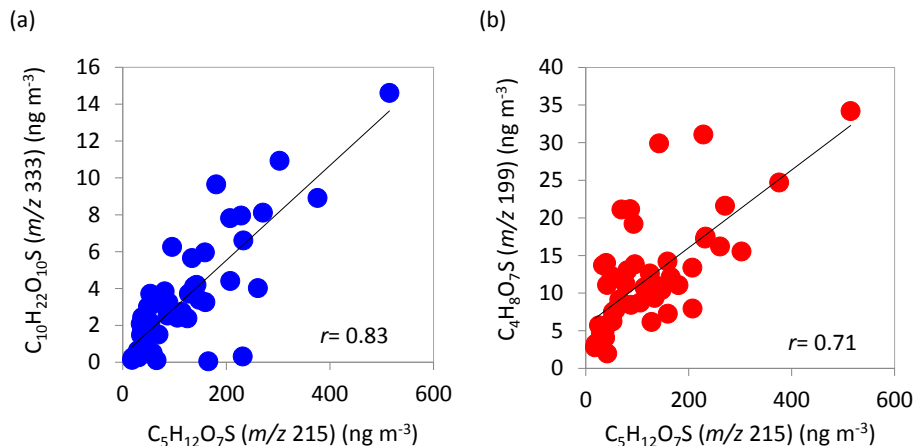 (a)
C₁₀H₂₂O₁₀S (m/z 333) (ng m⁻³)
16
14
12
10
8
6
4
2
0
r= 0.83
0 200 400 600
C₅H₁₂O₇S (m/z 215) (ng m⁻³)
(b)
C₄H₈O₇S (m/z 199) (ng m⁻³)
40
35
30
25
20
15
10
5
0
r= 0.71
0 200 400 600
C₅H₁₂O₇S (m/z 215) (ng m⁻³)